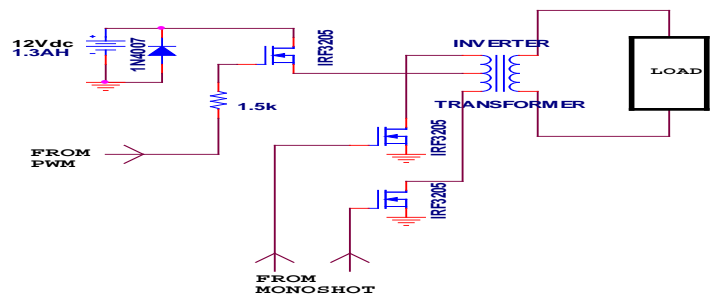 +
12Vdc
1.3AH
-
1N4007
IRF3205
1.5k
INVERTER
TRANSFORMER
LOAD
FROM
PWM
IRF3205
IRF3205
FROM
MONOSHOT